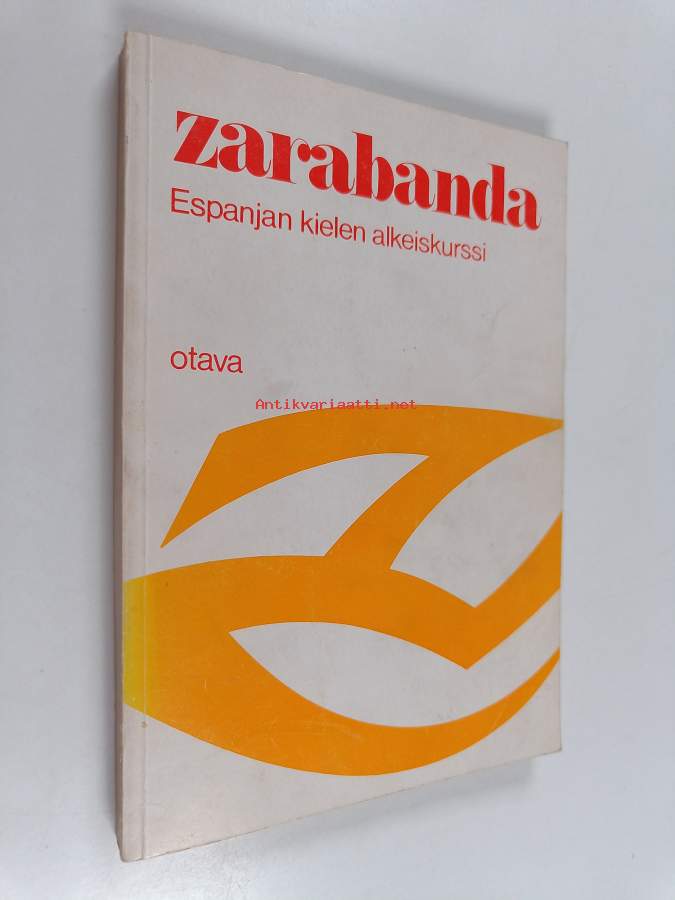 zarabanda
Espanjan kielen alkeiskurssi
otava
Antikvariaatti.net